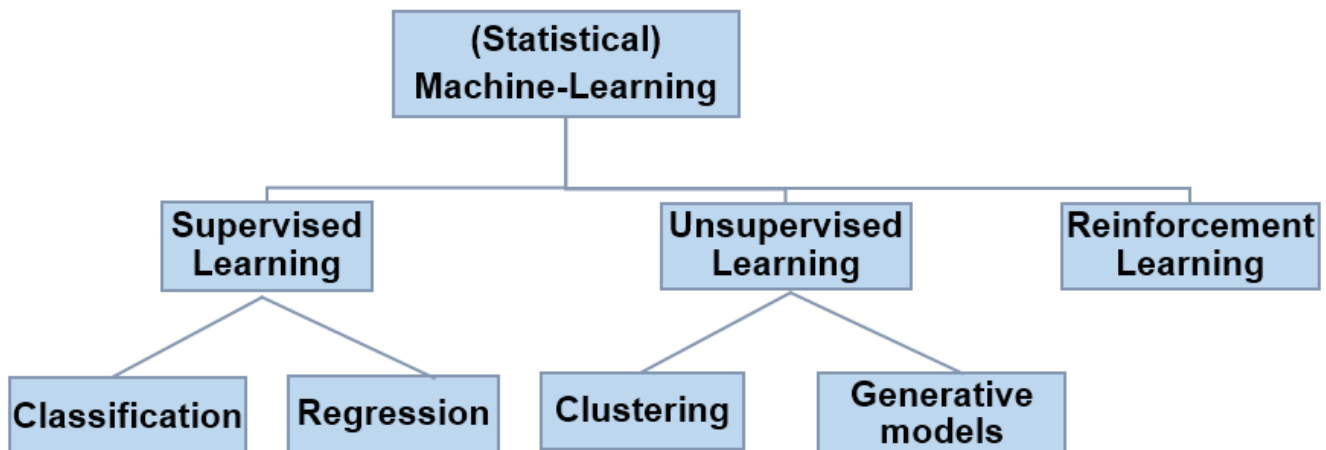 (Statistical)
Machine-Learning
Supervised
Learning
Unsupervised
Learning
Reinforcement
Learning
Classification
Regression
Clustering
Generative
models